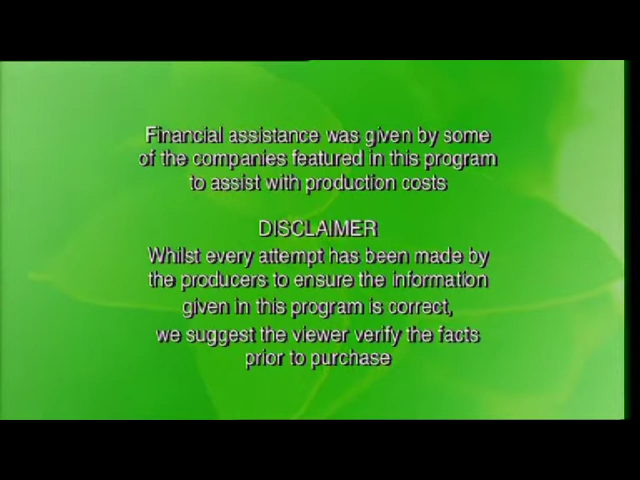 Financial assistance was given by some
of the companies featured in this program
to assist with production costs
DISCLAIMER
Whilst every attempt has been made by
the producers to ensure the information
given in this program is correct,
we suggest the viewer verify the facts
prior to purchase